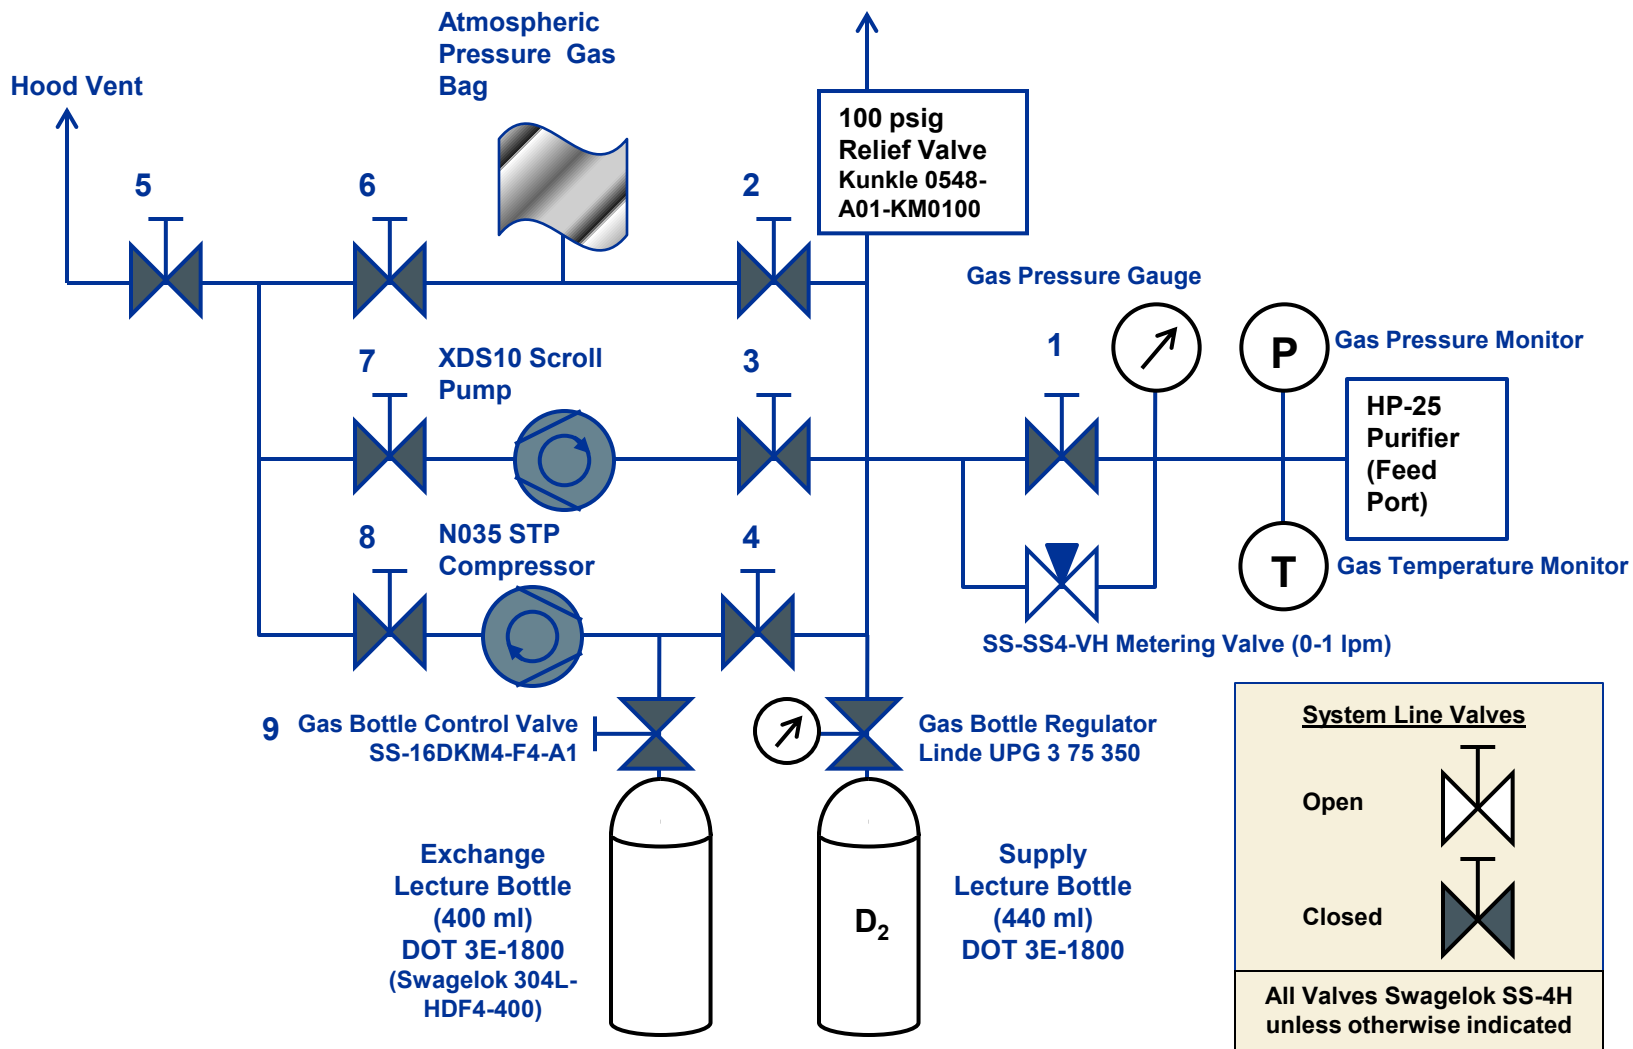 Atmospheric
Pressure Gas
Bag
Hood Vent
100 psig
Relief Valve
Kunkle 0548-
A01-KM0100
5
6
2
Gas Pressure Gauge
1
P
Gas Pressure Monitor
7
XDS10 Scroll
Pump
3
HP-25
Purifier
(Feed
Port)
8
N035 STP
Compressor
4
T
Gas Temperature Monitor
SS-SS4-VH Metering Valve (0-1 lpm)
9
Gas Bottle Control Valve
SS-16DKM4-F4-A1
Gas Bottle Regulator
Linde UPG 3 75 350
Exchange
Lecture Bottle
(400 ml)
DOT 3E-1800
(Swagelok 304L-
HDF4-400)
D₂
Supply
Lecture Bottle
(440 ml)
DOT 3E-1800
System Line Valves
Open
Closed
All Valves Swagelok SS-4H
unless otherwise indicated